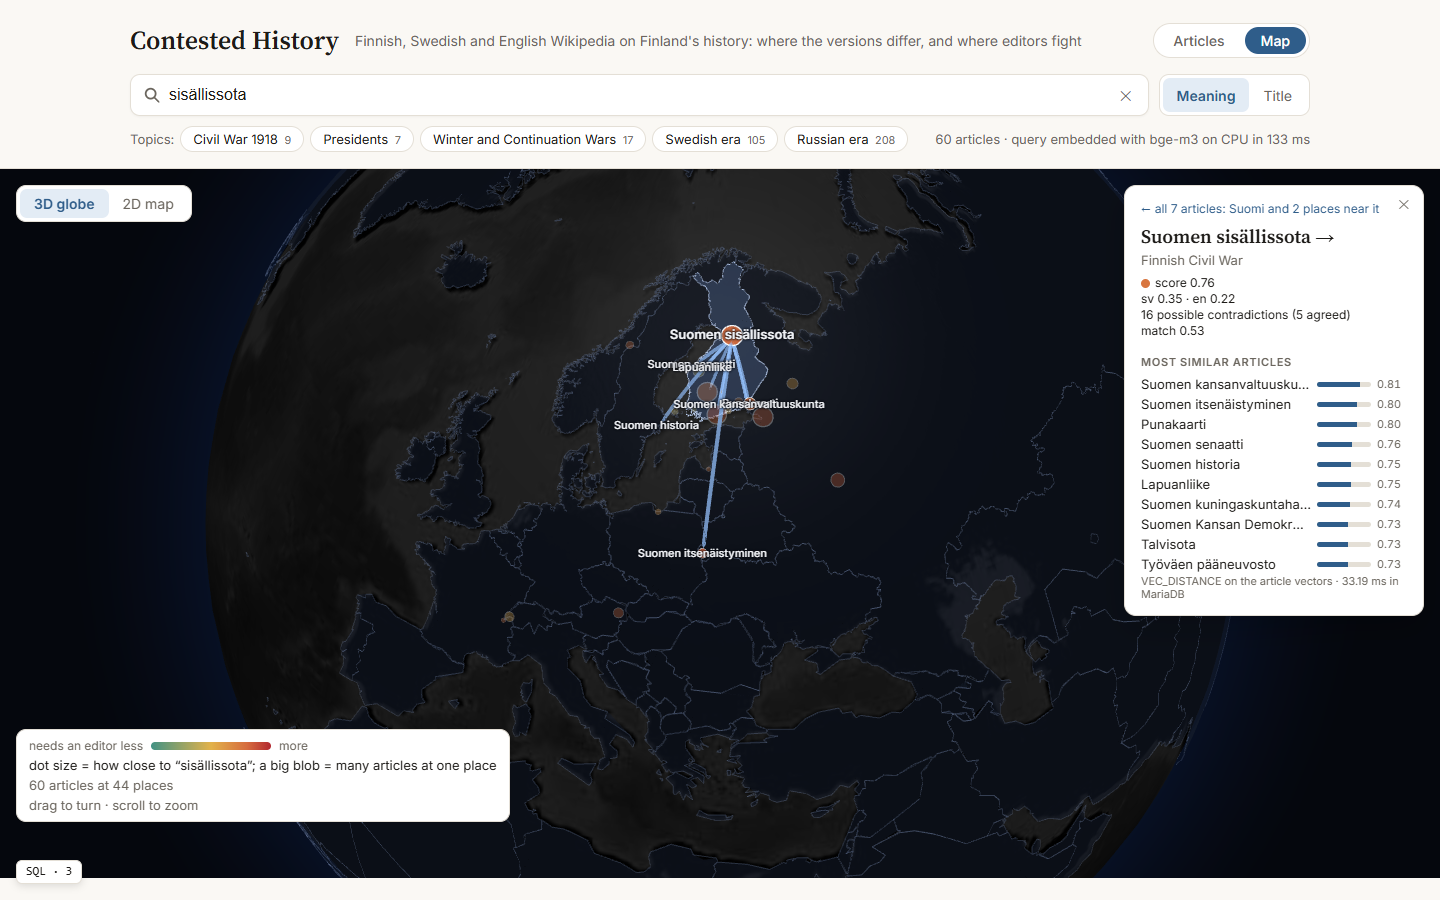 Contested History
Finnish, Swedish and English Wikipedia on Finland's history: where the versions differ, and where editors fight
Articles
Map
sisällissota
Meaning
Title
Topics:
Civil War 1918 9
Presidents 7
Winter and Continuation Wars 17
Swedish era 105
Russian era 208
60 articles · query embedded with bge-m3 on CPU in 133 ms
3D globe
2D map
Suomen sisällissota
Suomen senaatti
Lapuanliike
Suomen kansanvaltuuskunta
Suomen historia
Suomen itsenäistyminen
← all 7 articles: Suomi and 2 places near it
Suomen sisällissota →
Finnish Civil War
score 0.76
sv 0.35 · en 0.22
16 possible contradictions (5 agreed)
match 0.53
MOST SIMILAR ARTICLES
Suomen kansanvaltuusku... 0.81
Suomen itsenäistyminen 0.80
Punakaarti 0.80
Suomen senaatti 0.76
Suomen historia 0.75
Lapuanliike 0.75
Suomen kuningaskuntaha... 0.74
Suomen Kansan Demokr... 0.73
Talvisota 0.73
Työväen pääneuvosto 0.73
VEC_DISTANCE on the article vectors · 33.19 ms in
MariaDB
needs an editor less
more
dot size = how close to “sisällissota”; a big blob = many articles at one place
60 articles at 44 places
drag to turn · scroll to zoom
SQL · 3